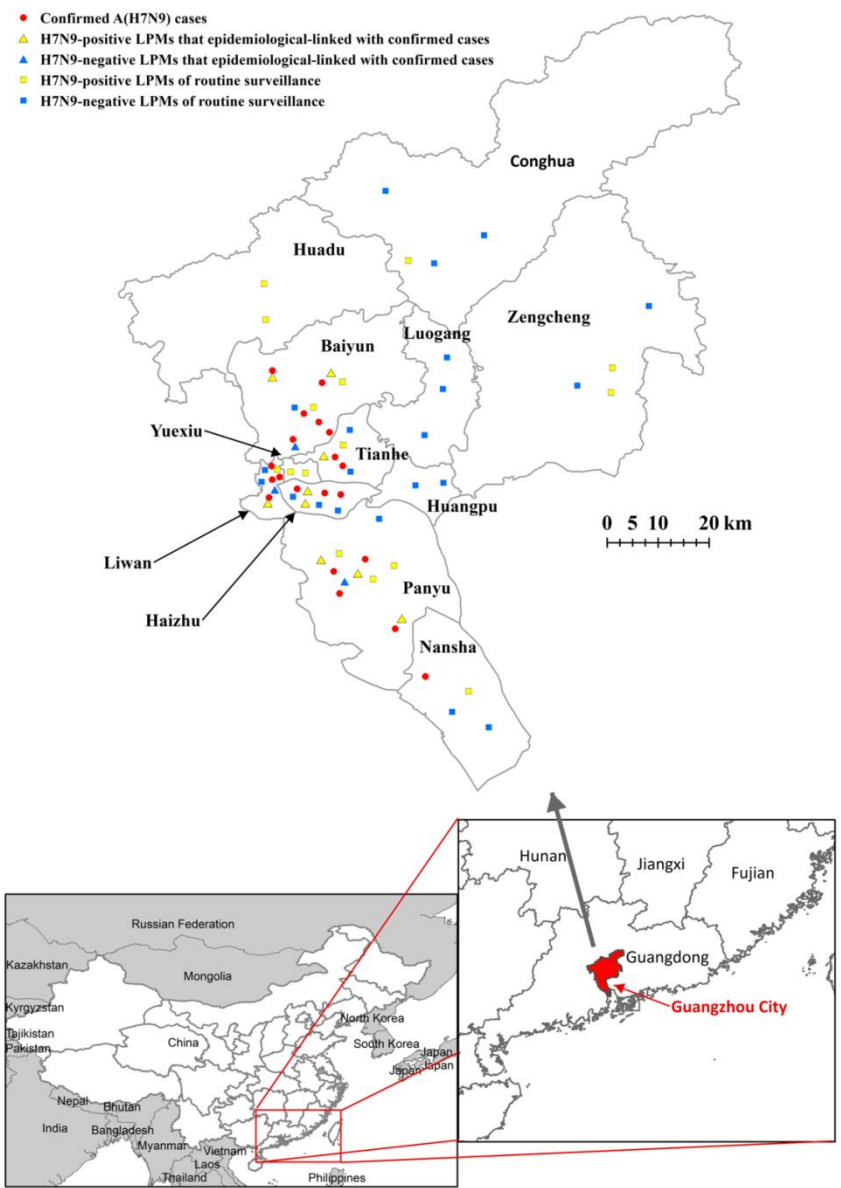 Confirmed A(H7N9) cases
H7N9-positive LPMs that epidemiological-linked with confirmed cases
H7N9-negative LPMs that epidemiological-linked with confirmed cases
H7N9-positive LPMs of routine surveillance
H7N9-negative LPMs of routine surveillance
Conghua
Huadu
Zengcheng
Luogang
Baiyun
Yuexiu
Tianhe
Huangpu
0 5 10 20 km
Liwan
Panyu
Haizhu
Nansha
Hunan
Jiangxi
Fujian
Guangdong
Guangzhou City
Russian Federation
Kazakhstan
Mongolia
Kyrgyzstan
Tajikistan
Pakistan
China
North Korea
South Korea
Japan
Japan
Japan
Nepal
Bhutan
India
Bangladesh
Myanmar
Vietnam
Laos
Thailand
Philippines